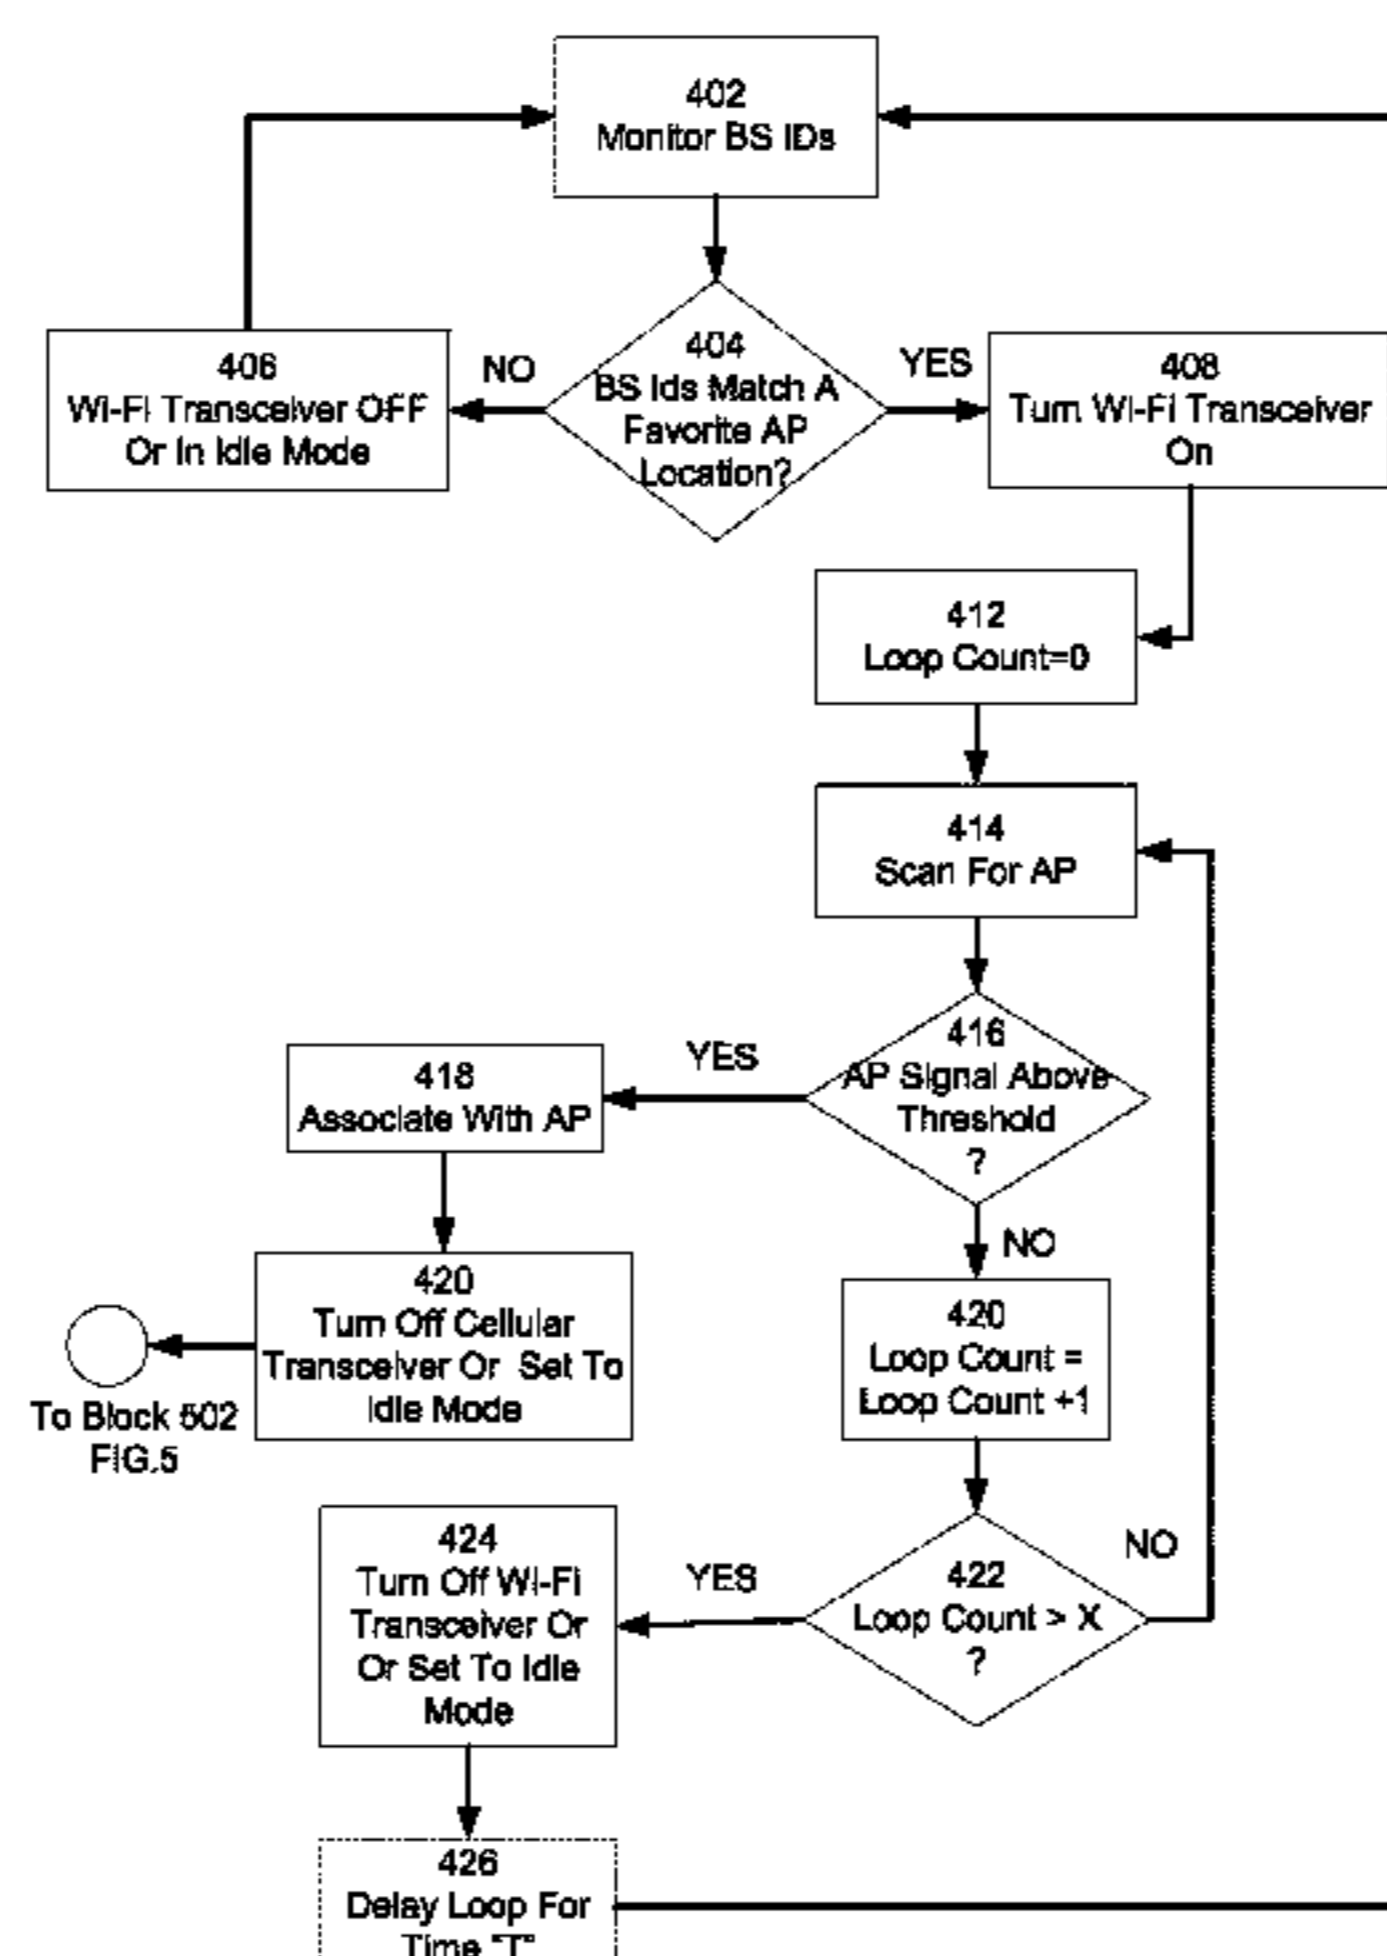 402
Monitor BS IDs
404
BS Ids Match A
Favorite AP
Location?
NO
YES
406
Wi-Fi Transceiver OFF
Or In Idle Mode
408
Turn Wi-Fi Transceiver
On
412
Loop Count=0
414
Scan For AP
416
AP Signal Above
Threshold
?
YES
NO
418
Associate With AP
420
Turn Off Cellular
Transceiver Or Set To
Idle Mode
To Block 502
FIG.5
420
Loop Count =
Loop Count +1
422
Loop Count > X
?
YES
NO
424
Turn Off Wi-Fi
Transceiver Or
Or Set To Idle
Mode
426
Delay Loop For
Time "T"